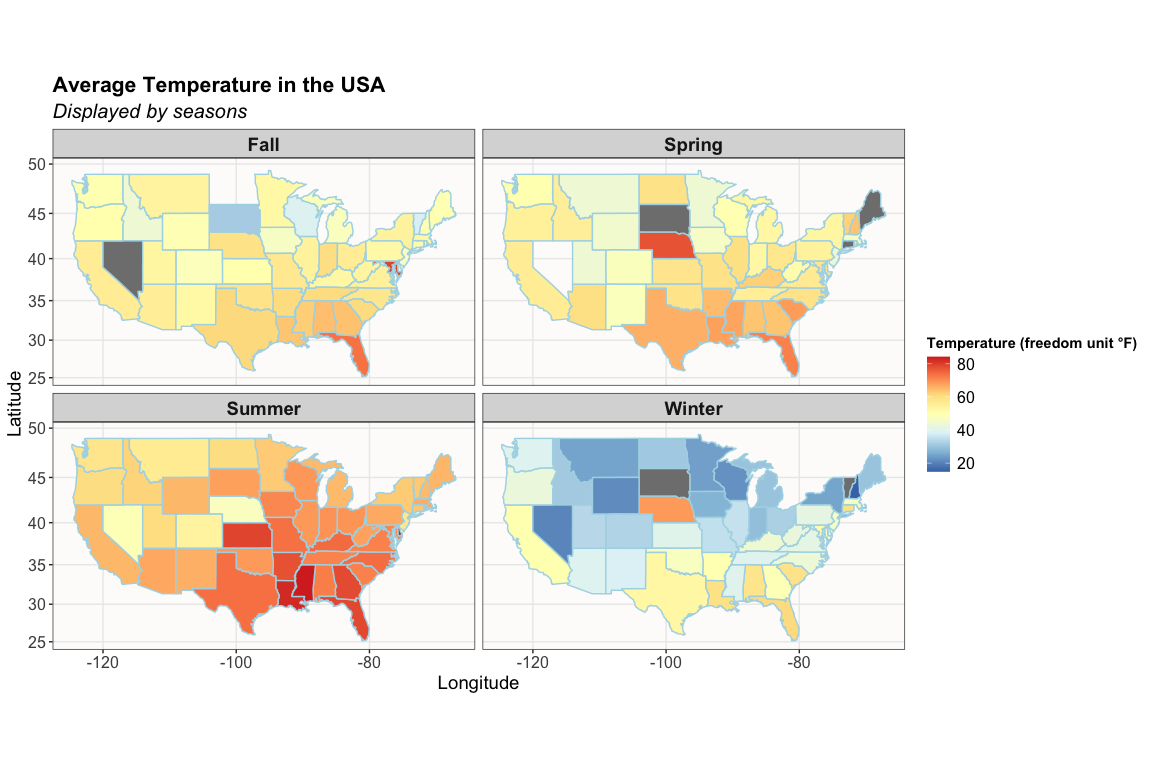 Average Temperature in the USA
Displayed by seasons
Fall
Spring
50
45
40
35
30
25
Summer
Winter
50
45
40
35
30
25
-120
-100
-80
-120
-100
-80
Latitude
Longitude
Temperature (freedom unit °F)
80
60
40
20